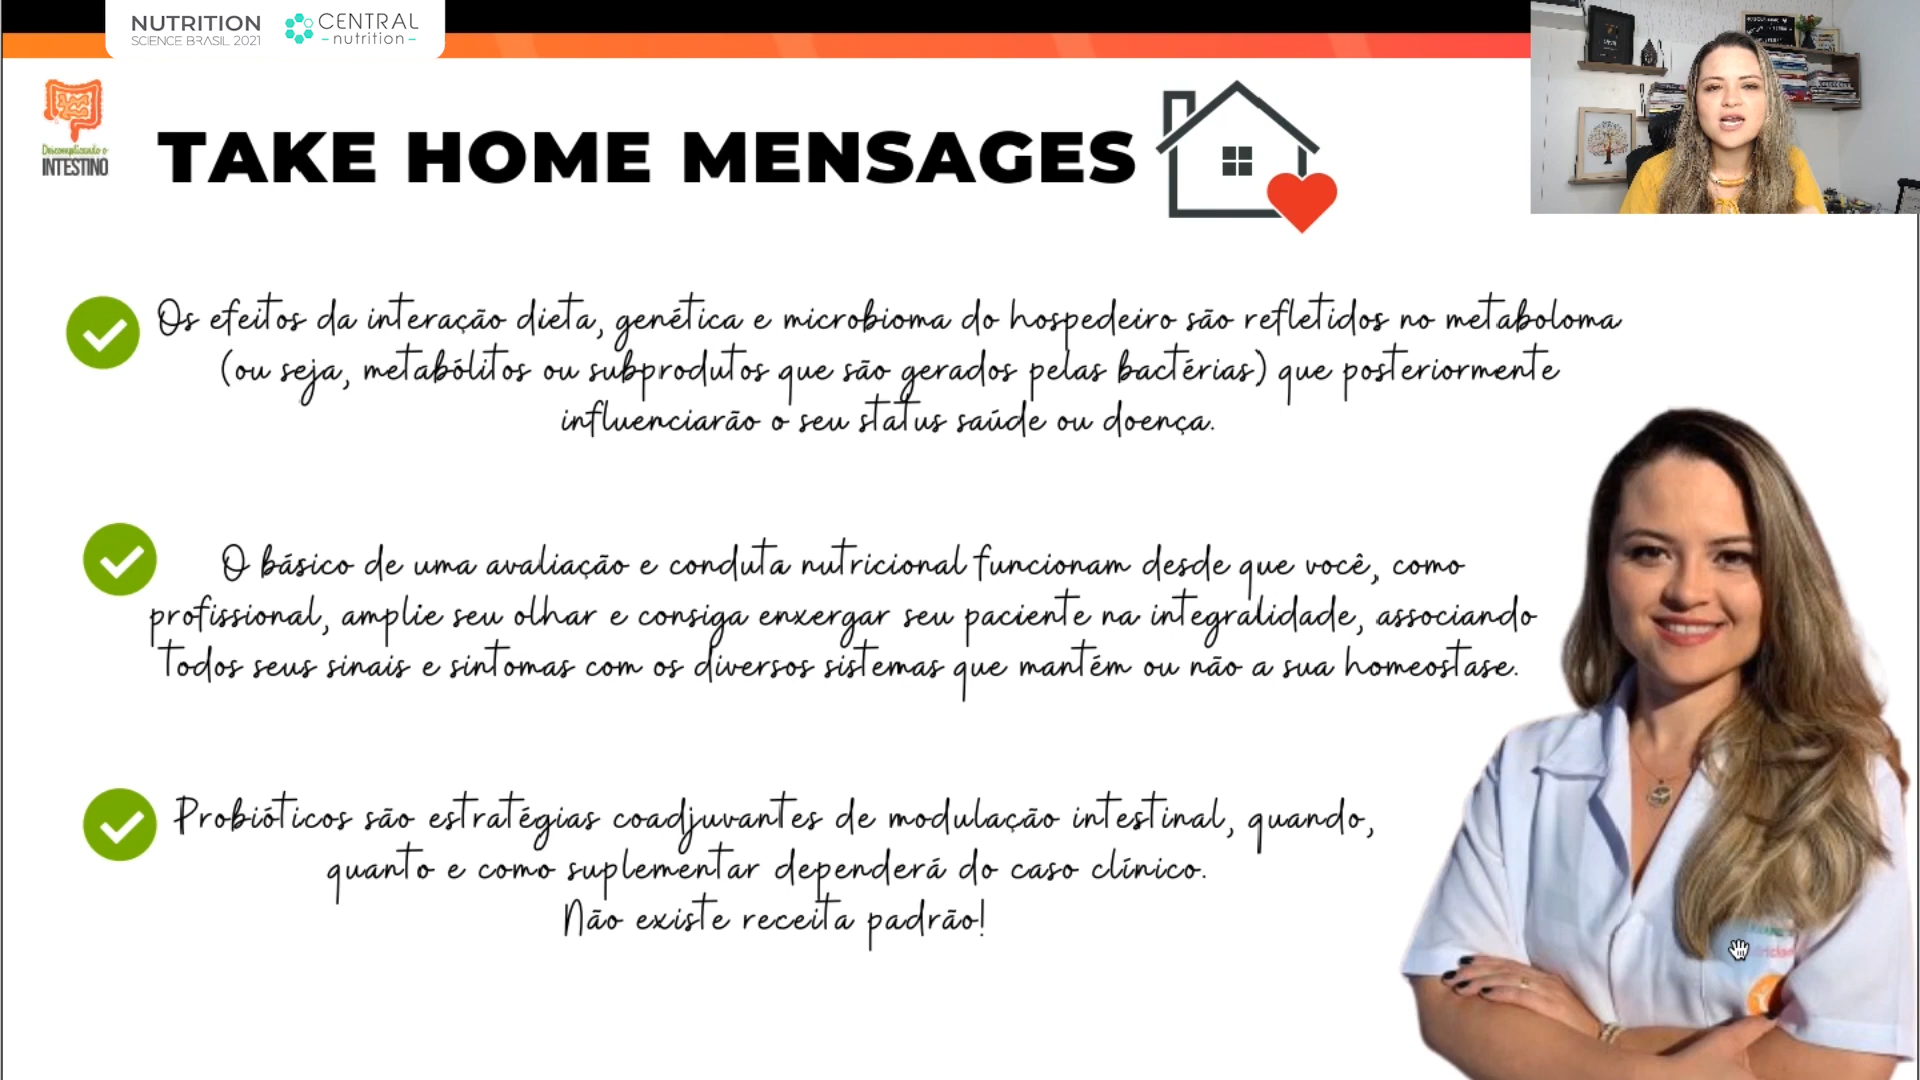 NUTRITION
SCIENCE BRASIL 2021
CENTRAL
nutrition
Descomplicando o
INTESTINO
TAKE HOME MENSAGES
Os efeitos da interação dieta, genética e microbioma do hospedeiro são refletidos no metaboloma
(ou seja, metabólitos ou subprodutos que são gerados pelas bactérias) que posteriormente
influenciarão o seu status saúde ou doença.
O básico de uma avaliação e conduta nutricional funcionam desde que você, como
profissional, amplie seu olhar e consiga enxergar seu paciente na integralidade, associando
todos seus sinais e sintomas com os diversos sistemas que mantém ou não a sua homeostase.
Probióticos são estratégias coadjuvantes de modulação intestinal, quando,
quanto e como suplementar dependerá do caso clínico.
Não existe receita padrão!